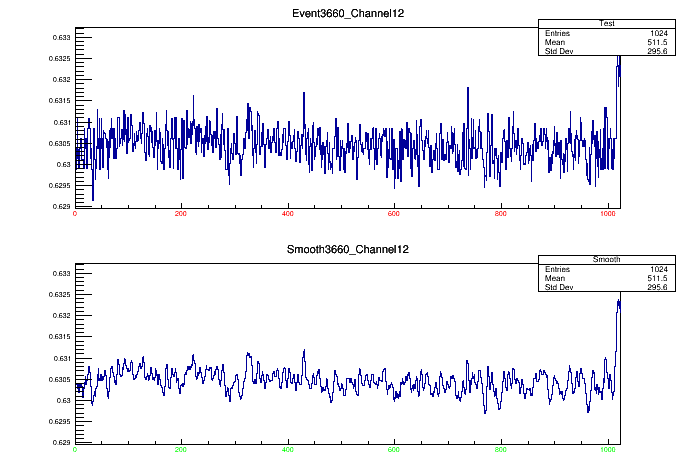 Event3660_Channel12
Test
Entries 1024
Mean 511.5
Std Dev 295.6
0.633
0.6325
0.632
0.6315
0.631
0.6305
0.63
0.6295
0.629
0 200 400 600 800 1000
Smooth3660_Channel12
Smooth
Entries 1024
Mean 511.5
Std Dev 295.6
0.633
0.6325
0.632
0.6315
0.631
0.6305
0.63
0.6295
0.629
0 200 400 600 800 1000